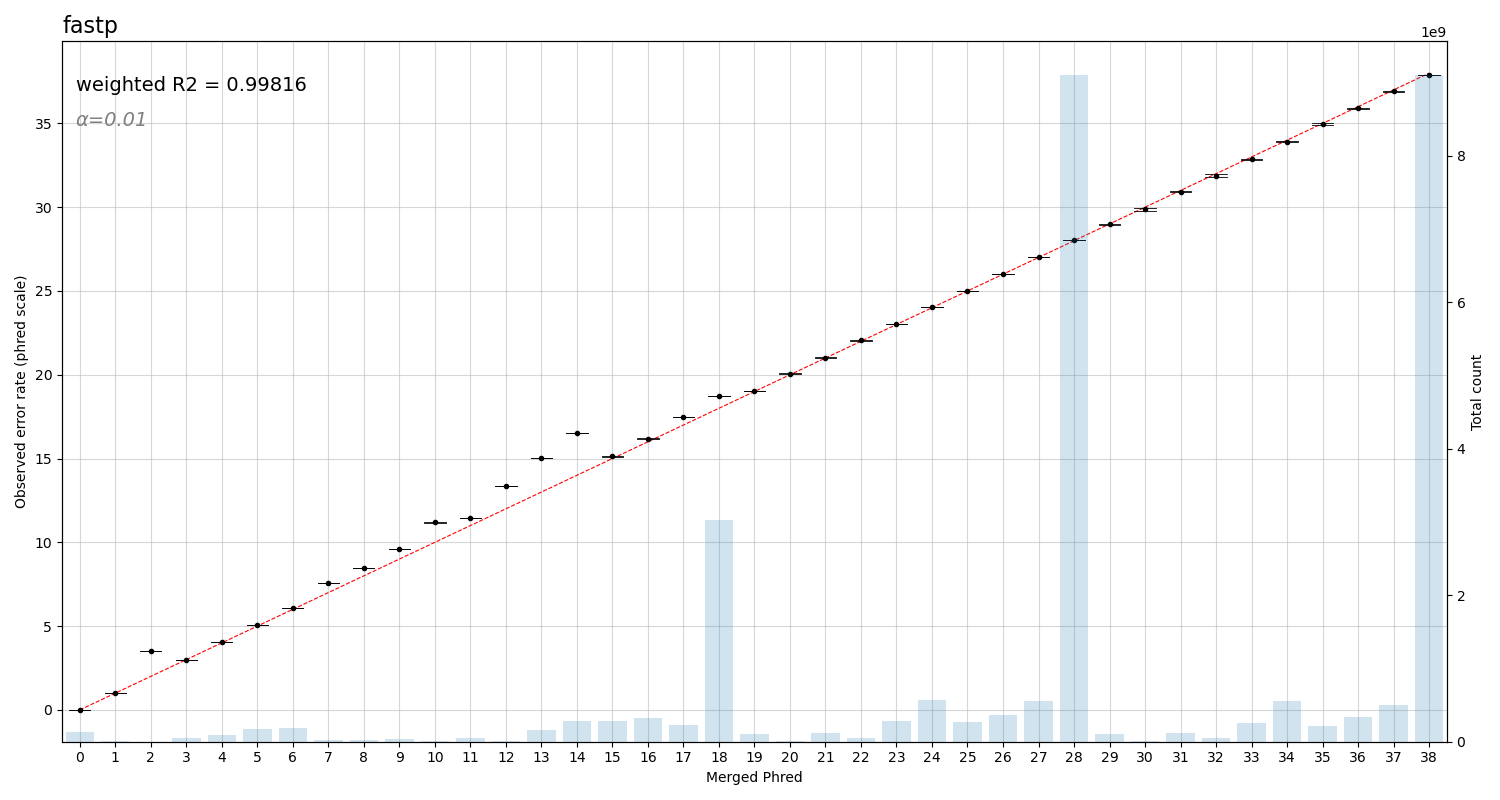 fastp
1e9
weighted R2 = 0.99816
α=0.01
Observed error rate (phred scale)
35
30
25
20
15
10
5
0
8
6
4
2
0
Total count
0 1 2 3 4 5 6 7 8 9 10 11 12 13 14 15 16 17 18 19 20 21 22 23 24 25 26 27 28 29 30 31 32 33 34 35 36 37 38
Merged Phred